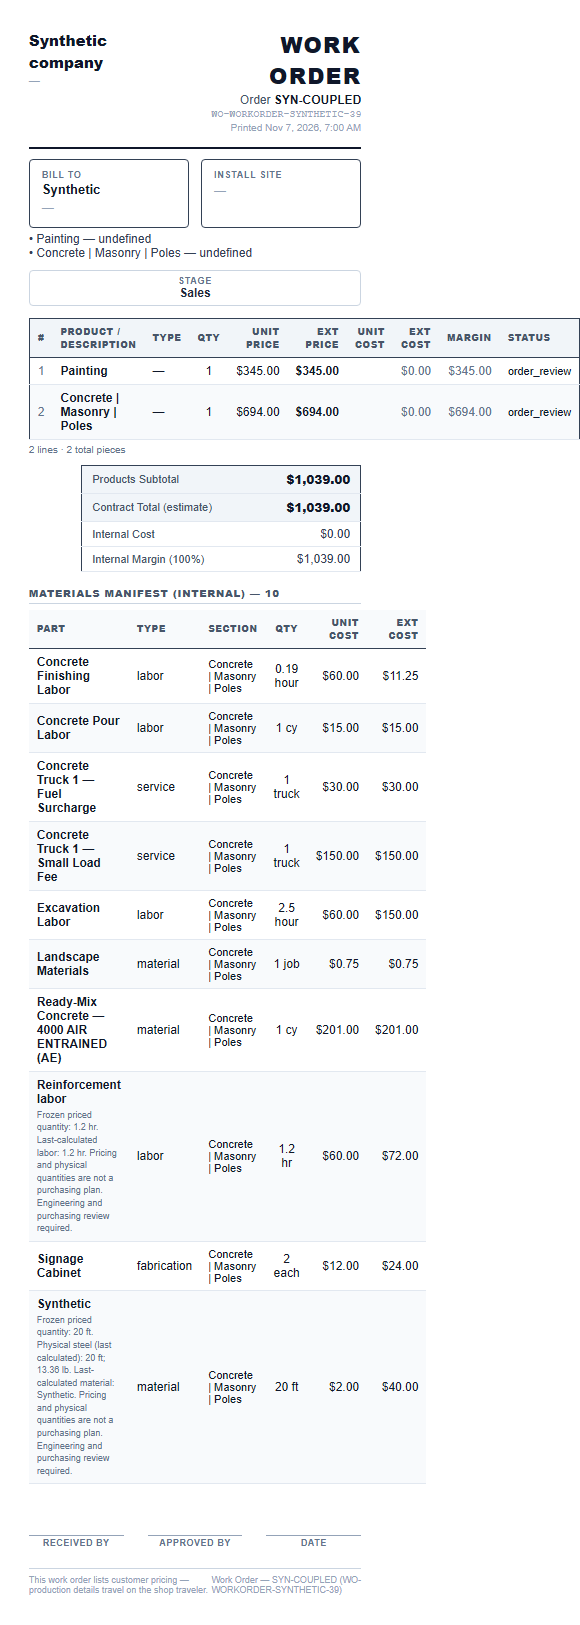 Synthetic
company
—
WORK
ORDER
Order SYN-COUPLED
WO-WORKORDER-SYNTHETIC-39
Printed Nov 7, 2026, 7:00 AM
BILL TO
Synthetic
—
INSTALL SITE
—
• Painting — undefined
• Concrete | Masonry | Poles — undefined
STAGE
Sales
# PRODUCT / TYPE QTY UNIT EXT UNIT EXT MARGIN STATUS
DESCRIPTION PRICE PRICE COST COST
1 Painting — 1 $345.00 $345.00 $0.00 $345.00 order_review
2 Concrete | — 1 $694.00 $694.00 $0.00 $694.00 order_review
Masonry |
Poles
2 lines · 2 total pieces
Products Subtotal $1,039.00
Contract Total (estimate) $1,039.00
Internal Cost $0.00
Internal Margin (100%) $1,039.00
MATERIALS MANIFEST (INTERNAL) — 10
PART TYPE SECTION QTY UNIT EXT
COST COST
Concrete Concrete 0.19
Finishing labor | Masonry hour $60.00 $11.25
Labor | Poles
Concrete Pour Concrete
Labor labor | Masonry 1 cy $15.00 $15.00
| Poles
Concrete
Truck 1 — Concrete 1
Fuel service | Masonry truck $30.00 $30.00
Surcharge | Poles
Concrete
Truck 1 — Concrete 1
Small Load service | Masonry truck $150.00 $150.00
Fee | Poles
Excavation Concrete 2.5
Labor labor | Masonry hour $60.00 $150.00
| Poles
Landscape Concrete
Materials material | Masonry 1 job $0.75 $0.75
| Poles
Ready-Mix
Concrete — Concrete
4000 AIR material | Masonry 1 cy $201.00 $201.00
ENTRAINED | Poles
(AE)
Reinforcement
labor
Frozen priced
quantity: 1.2 hr.
Last-calculated Concrete 1.2
labor: 1.2 hr. Pricing labor | Masonry hr $60.00 $72.00
and physical | Poles
quantities are not a
purchasing plan.
Engineering and
purchasing review
required.
Signage Concrete 2
Cabinet fabrication | Masonry each $12.00 $24.00
| Poles
Synthetic
Frozen priced
quantity: 20 ft.
Physical steel (last
calculated): 20 ft;
13.36 lb. Last- Concrete
calculated material: material | Masonry 20 ft $2.00 $40.00
Synthetic. Pricing | Poles
and physical
quantities are not a
purchasing plan.
Engineering and
purchasing review
required.
RECEIVED BY APPROVED BY DATE
This work order lists customer pricing —
production details travel on the shop traveler.
Work Order — SYN-COUPLED (WO-
WORKORDER-SYNTHETIC-39)